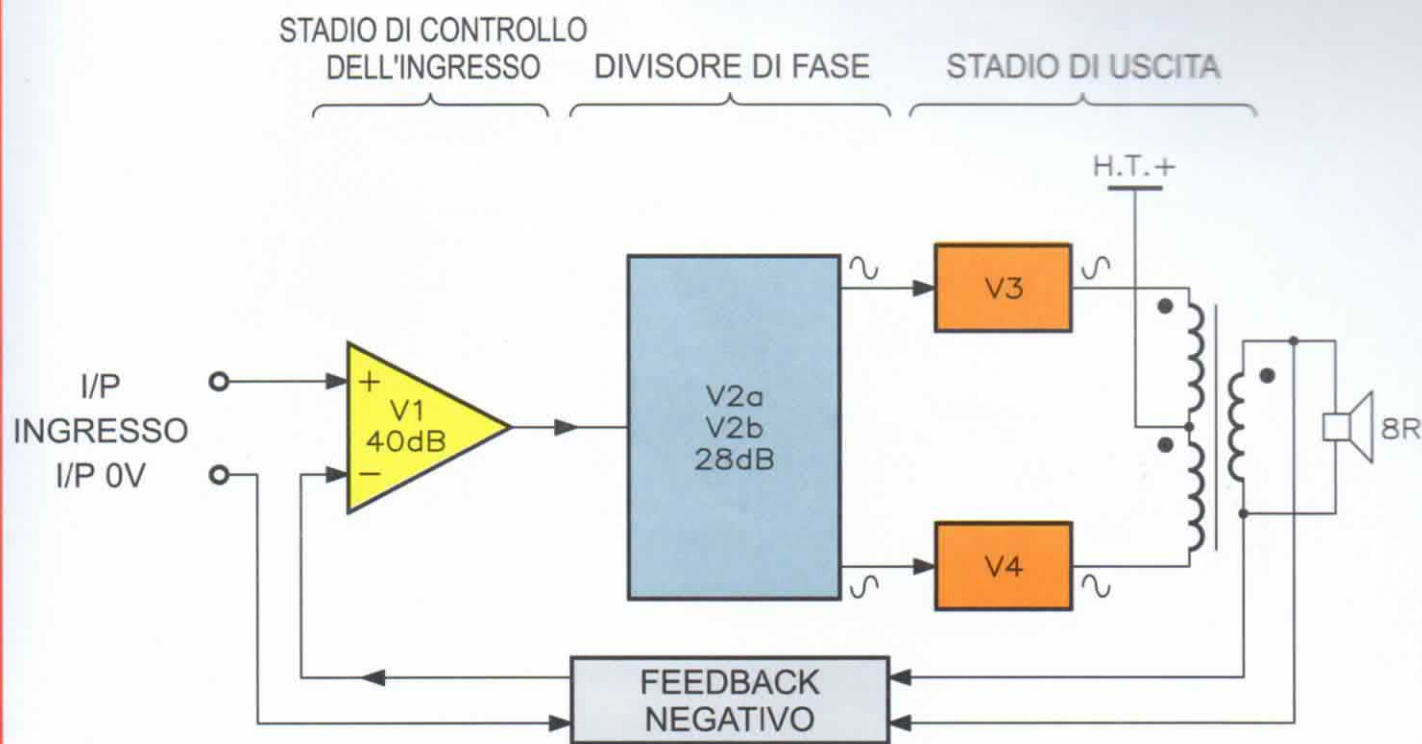 STADIO DI CONTROLLO
DELL'INGRESSO
DIVISORE DI FASE
STADIO DI USCITA
H.T.+
I/P
INGRESSO
I/P 0V
+
V1
40dB
−
V2a
V2b
28dB
V3
V4
8R
FEEDBACK
NEGATIVO